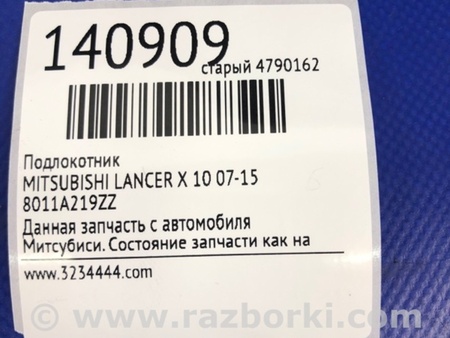 140909
старый 4790162
Подлокотник
MITSUBISHI LANCER X 10 07-15
8011A219ZZ
Данная запчасть с автомобиля
Митсубиси. Состояние запчасти как на
www.3234444.com
© www.razborki.com